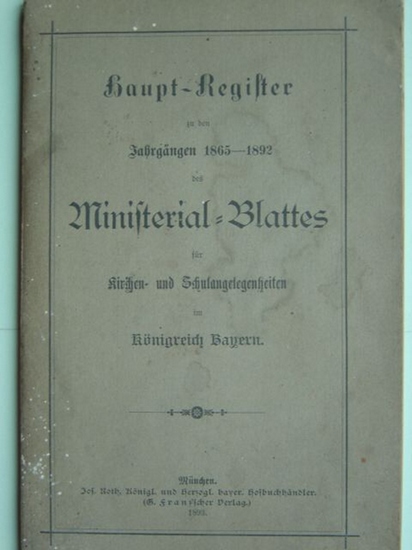 Haupt-Register
zu den
Jahrgängen 1865—1892
des
Ministerial-Blattes
für
Kirchen- und Schulangelegenheiten
im
Königreich Bayern.
München.
Jos. Roth, Königl. und Herzogl. bayer. Hofbuchhändler.
(G. Franz'scher Verlag.)
1893.